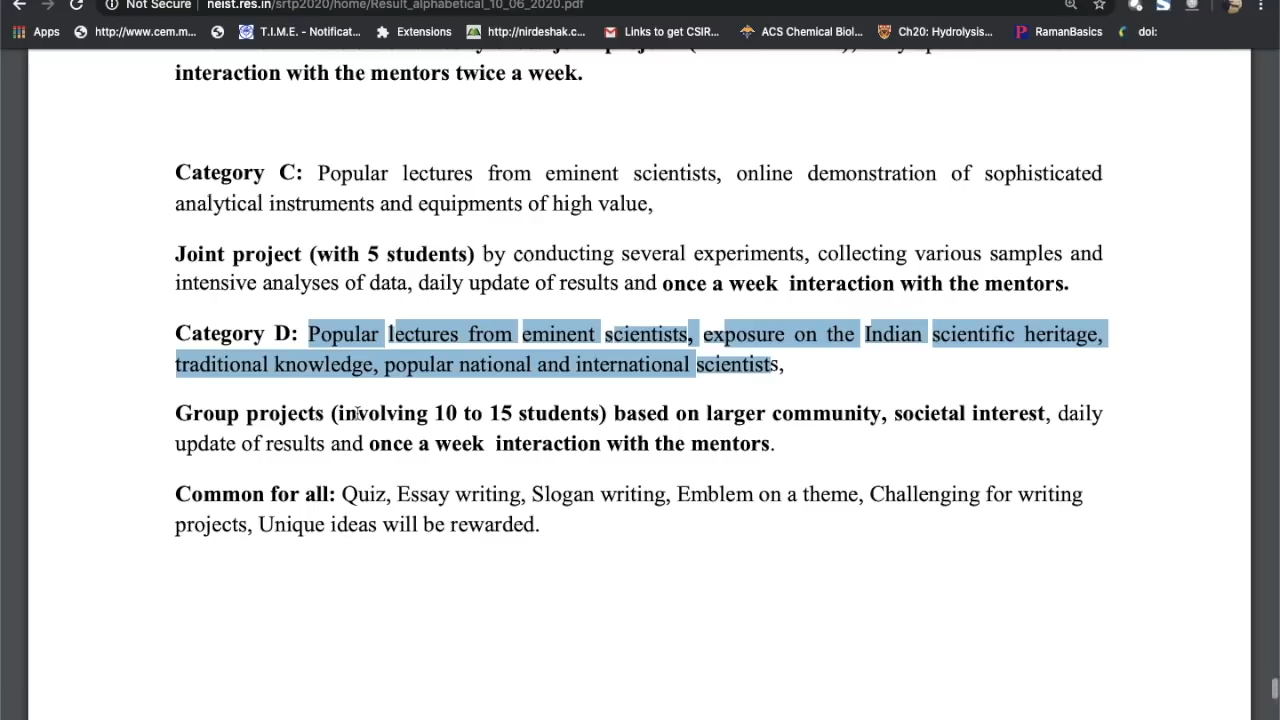 Not Secure | neist.res.in/srtp2020/home/Result_alphabetical_10_06_2020.pdf
Apps http://www.cem.m... T.I.M.E. - Notificat... Extensions http://nirdeshak.c... Links to get CSIR... ACS Chemical Biol... Ch20: Hydrolysis... RamanBasics doi:
interaction with the mentors twice a week.
Category C: Popular lectures from eminent scientists, online demonstration of sophisticated
analytical instruments and equipments of high value,
Joint project (with 5 students) by conducting several experiments, collecting various samples and
intensive analyses of data, daily update of results and once a week interaction with the mentors.
Category D: Popular lectures from eminent scientists, exposure on the Indian scientific heritage,
traditional knowledge, popular national and international scientists,
Group projects (involving 10 to 15 students) based on larger community, societal interest, daily
update of results and once a week interaction with the mentors.
Common for all: Quiz, Essay writing, Slogan writing, Emblem on a theme, Challenging for writing
projects, Unique ideas will be rewarded.